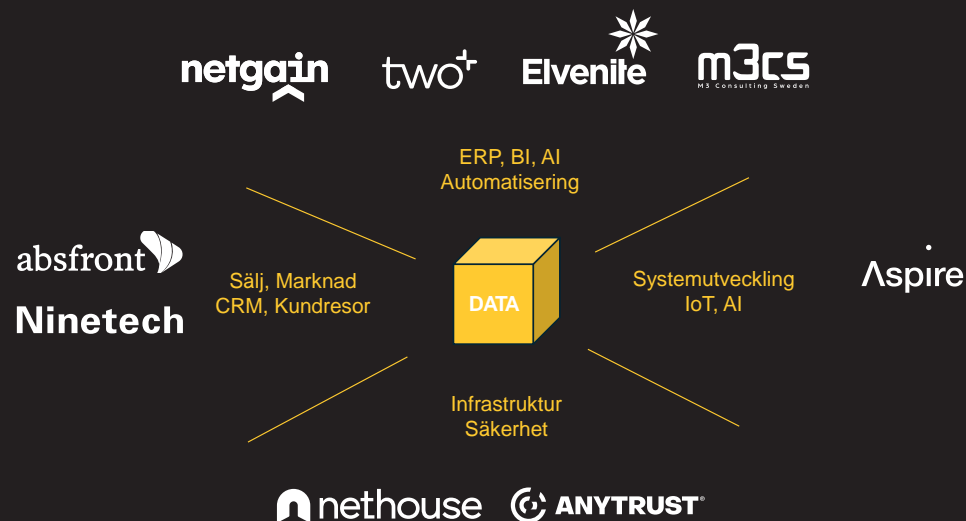 netgain two+ Elvenite m3cs
M3 Consulting Sweden
ERP, BI, AI
Automatisering
absfront
Ninetech
Sälj, Marknad
CRM, Kundresor
DATA
Systemutveckling
IoT, AI
Aspire
Infrastruktur
Säkerhet
nethouse ANYTRUST®